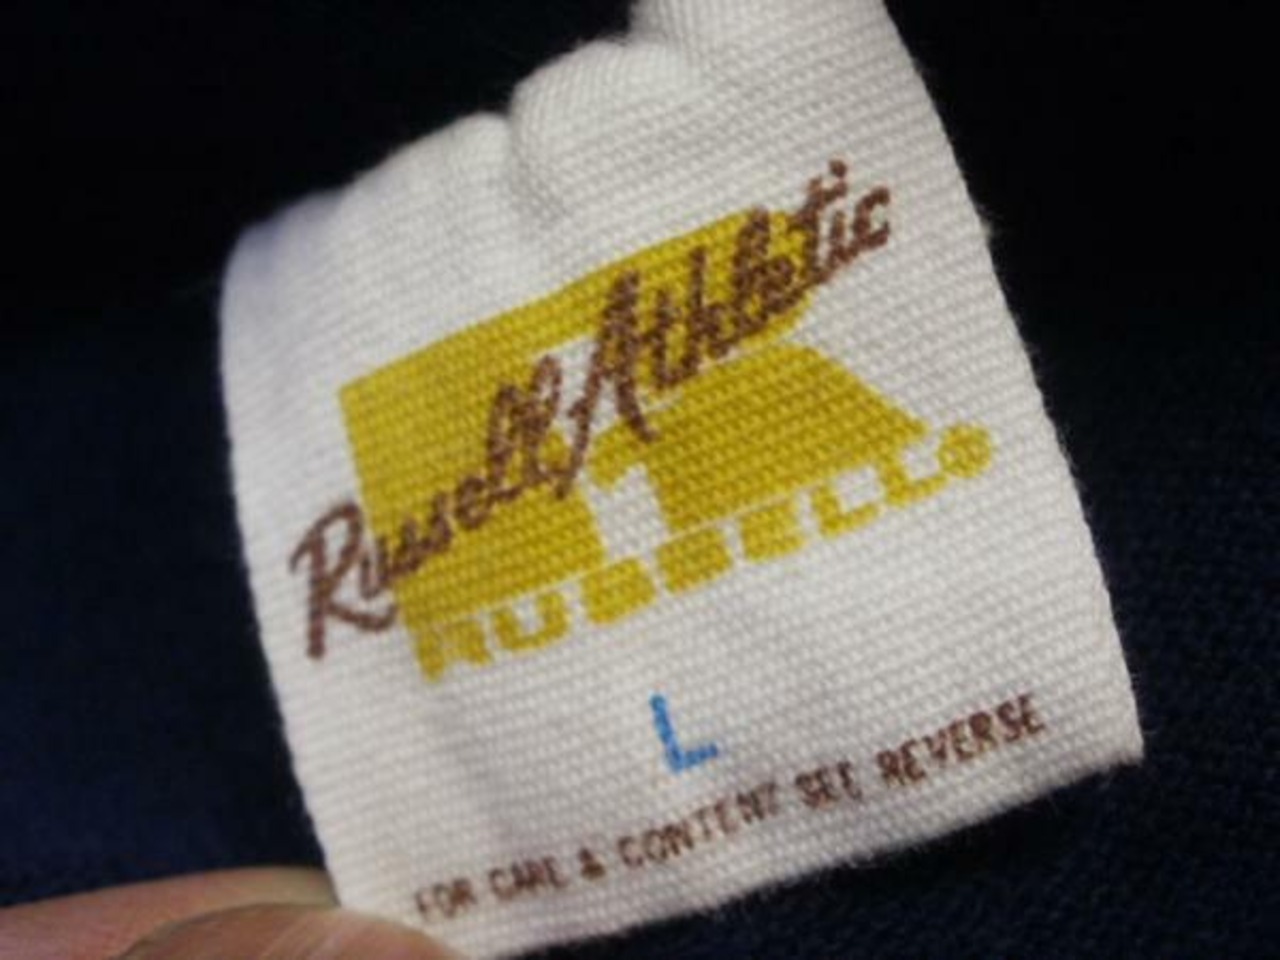 Russell Athletic
RUSSELL®
L
FOR CARE & CONTENT SEE REVERSE